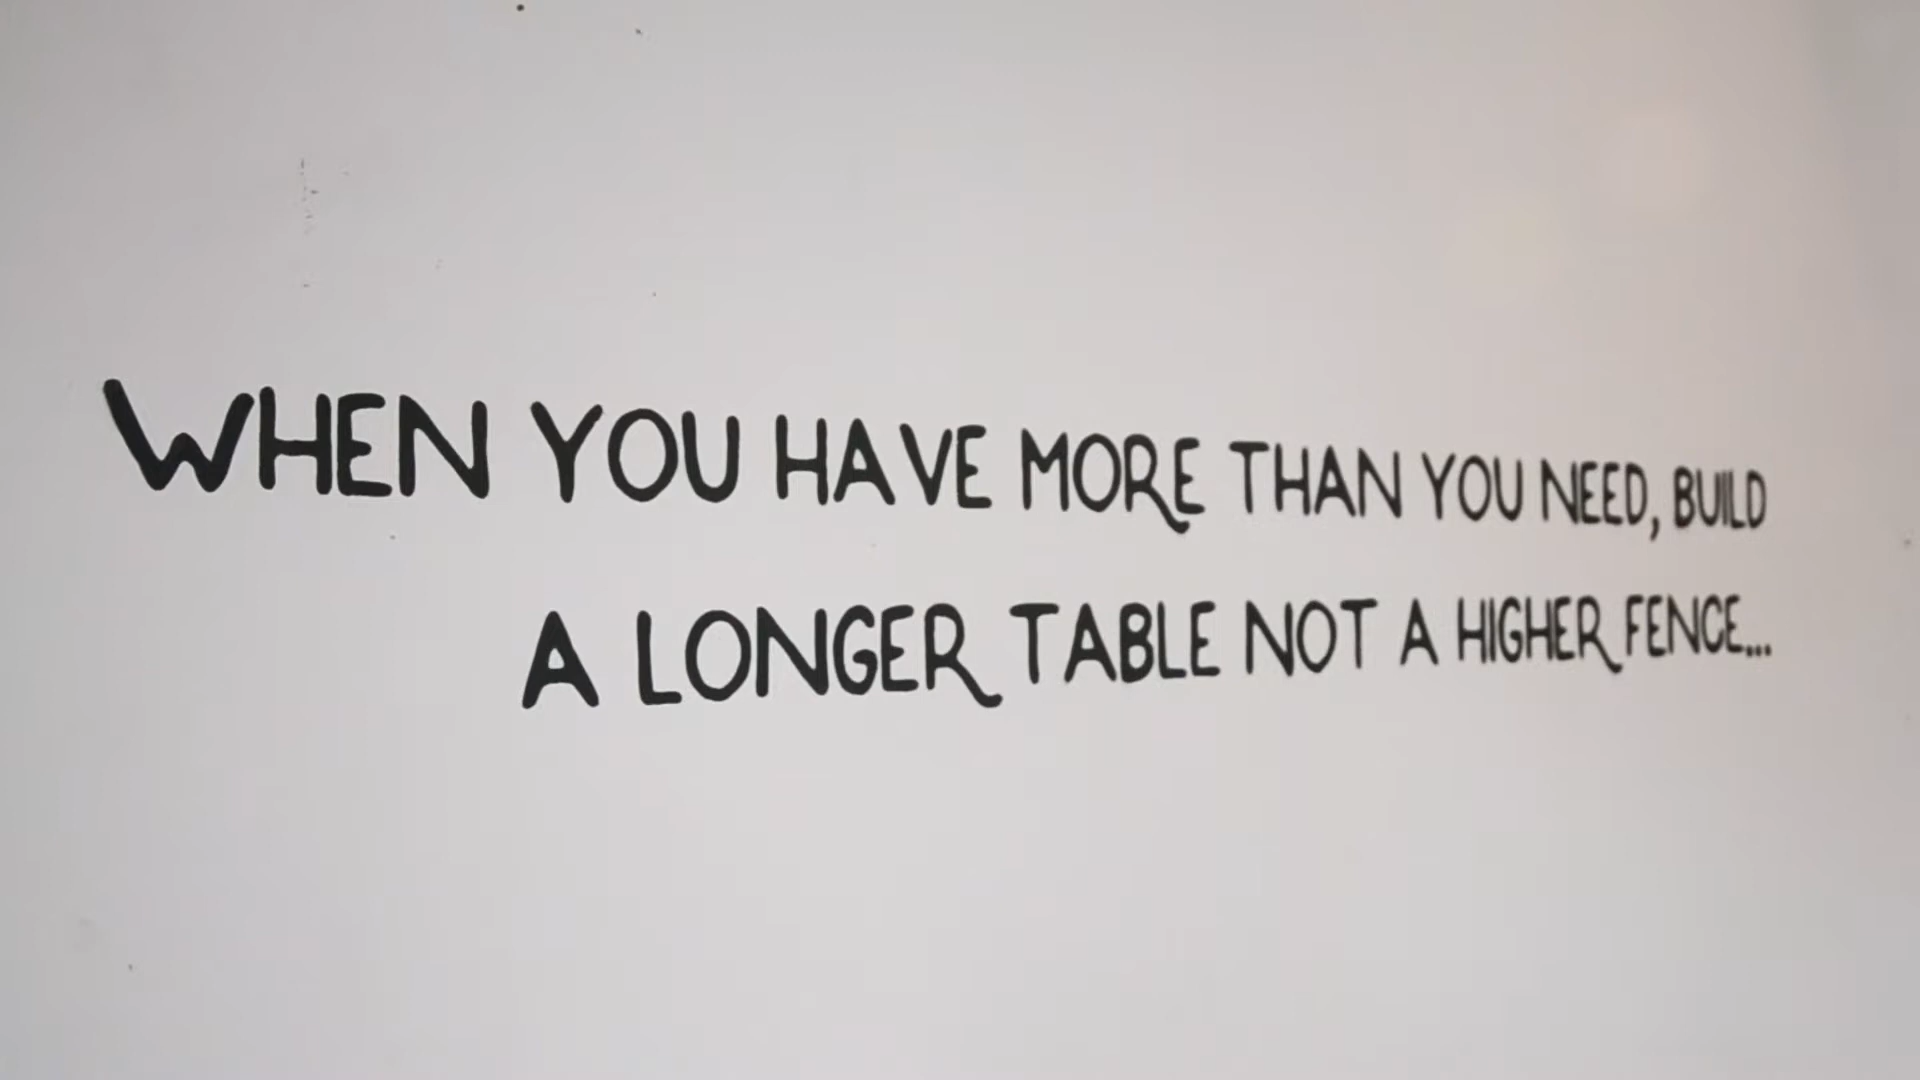 WHEN YOU HAVE MORE THAN YOU NEED, BUILD
A LONGER TABLE NOT A HIGHER FENCE...